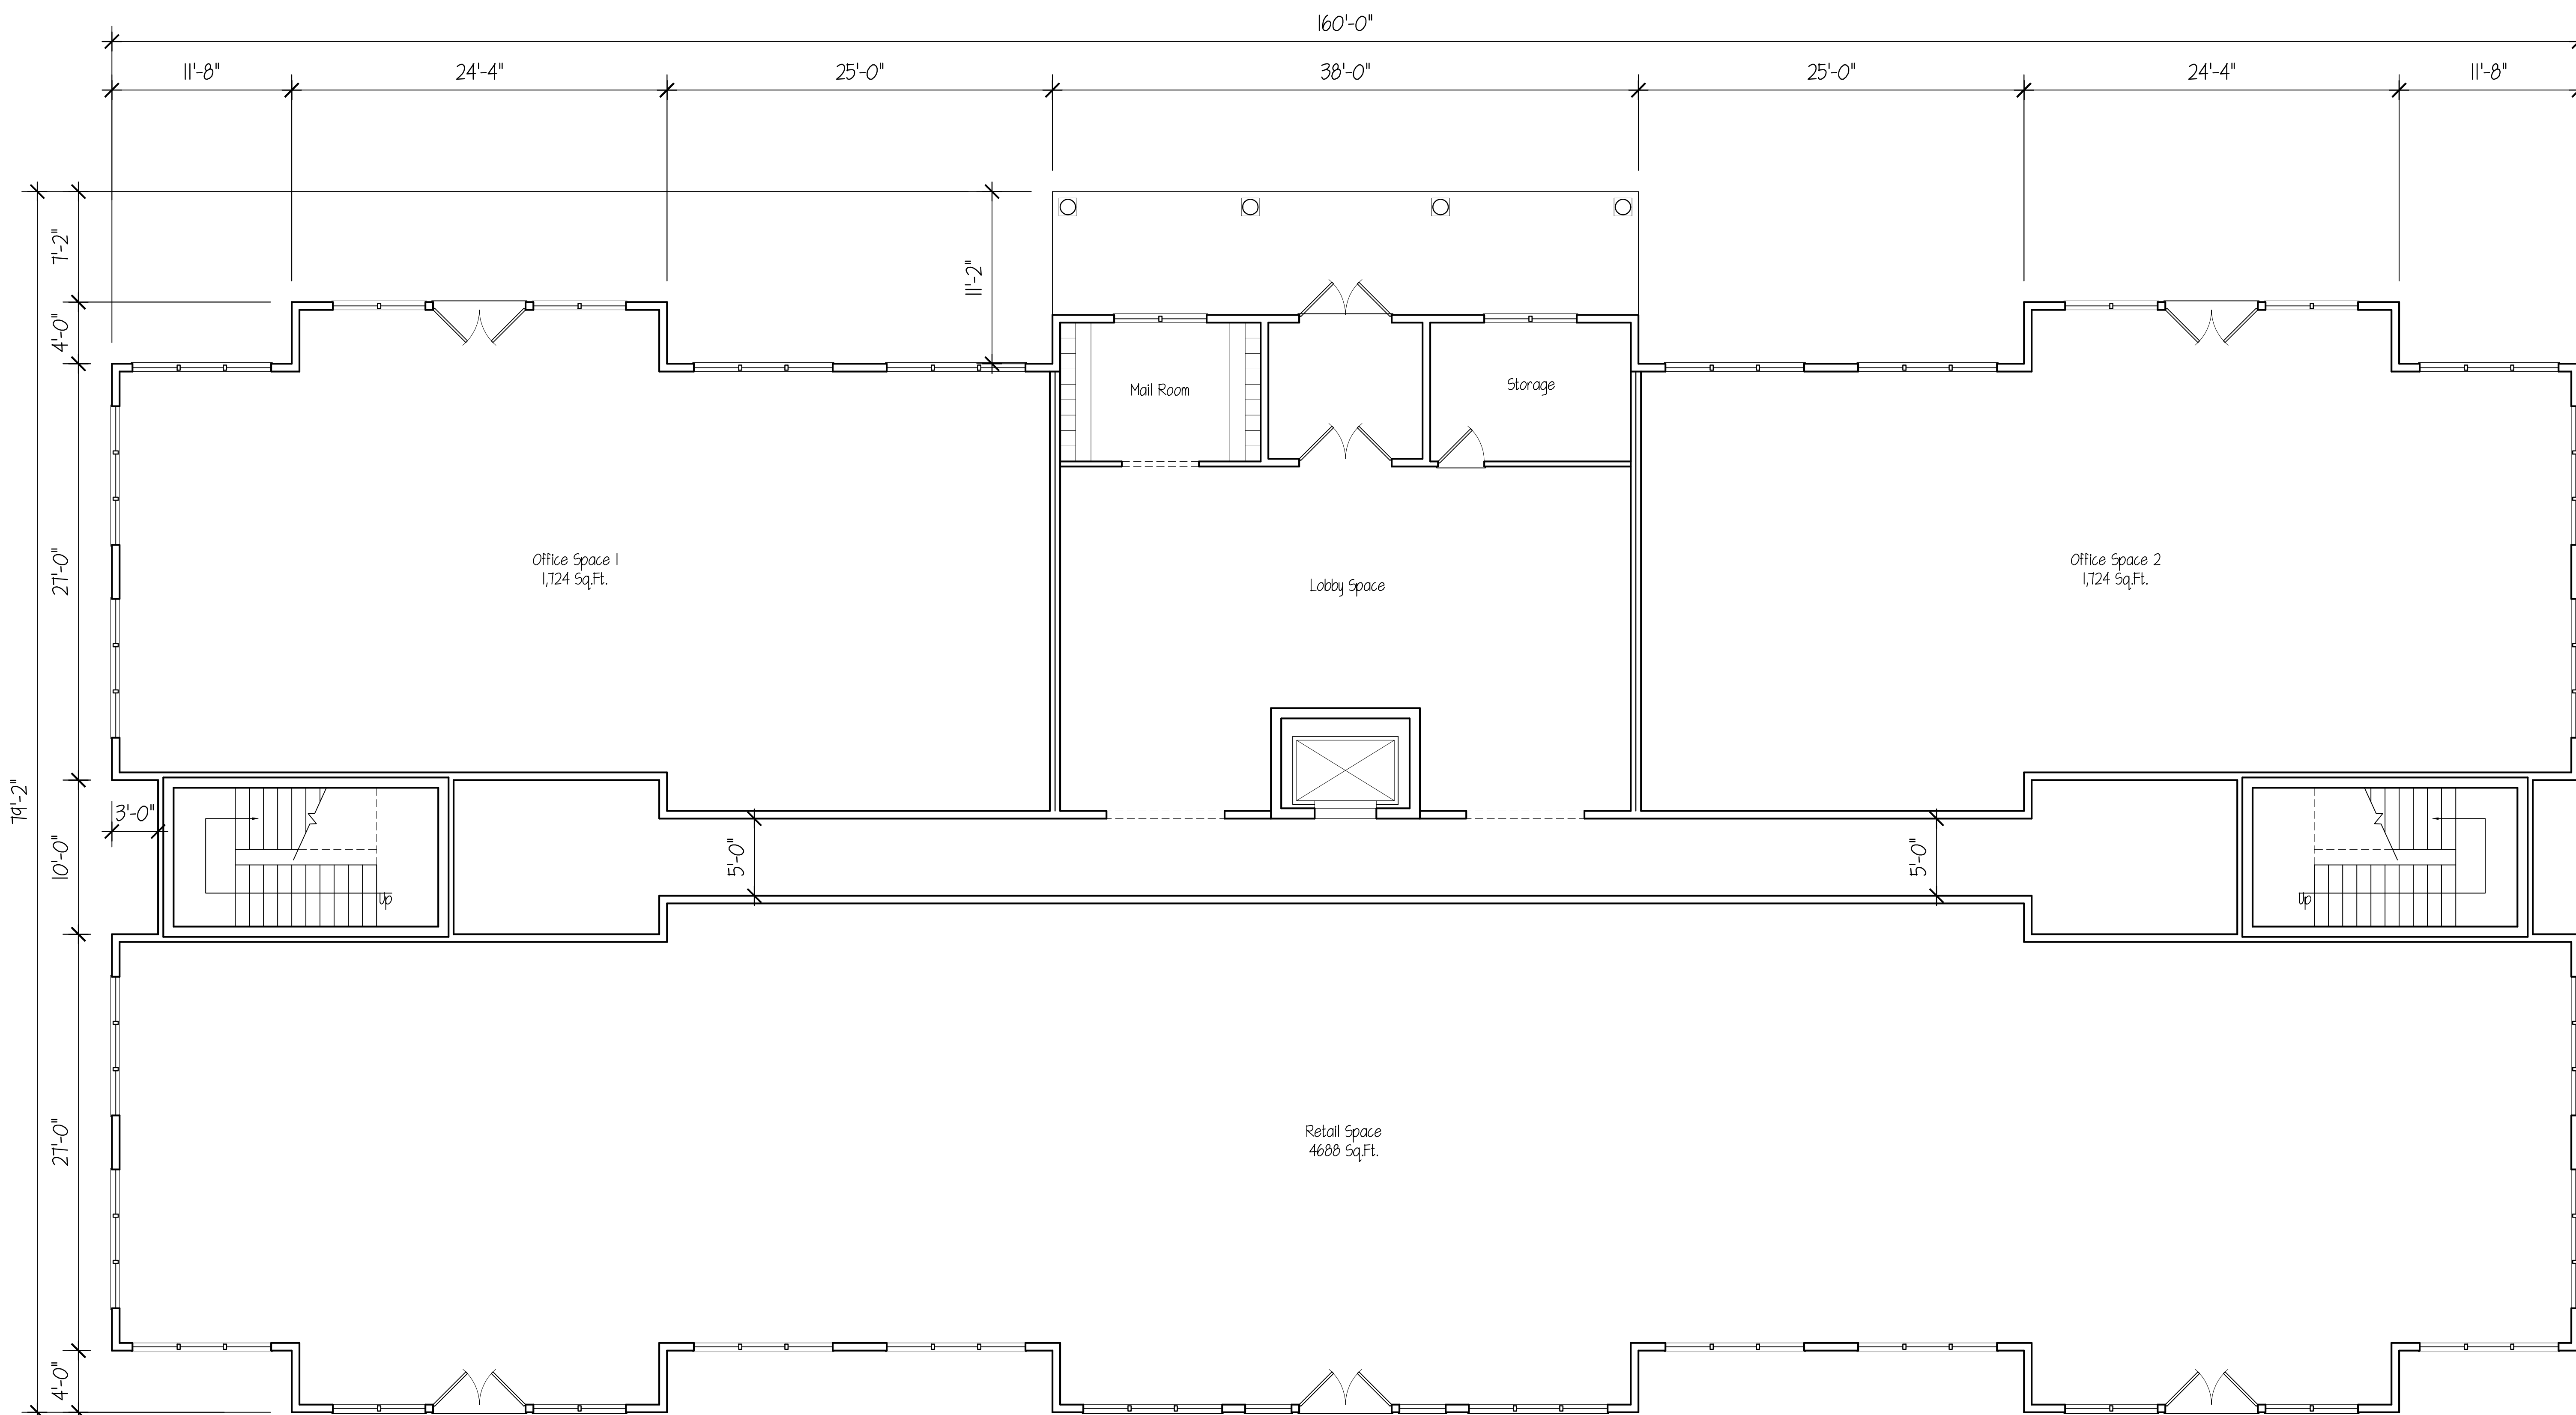 160'-0"
11'-8" 24'-4" 25'-0" 38'-0" 25'-0" 24'-4" 11'-8"
7'-2"
11'-2"
4'-0"
Mail Room
Storage
27'-0"
Office Space 1
1,724 Sq.Ft.
Lobby Space
Office Space 2
1,724 Sq.Ft.
79'-2"
3'-0"
10'-0"
5'-0"
5'-0"
Up
Up
27'-0"
Retail Space
4688 Sq.Ft.
4'-0"